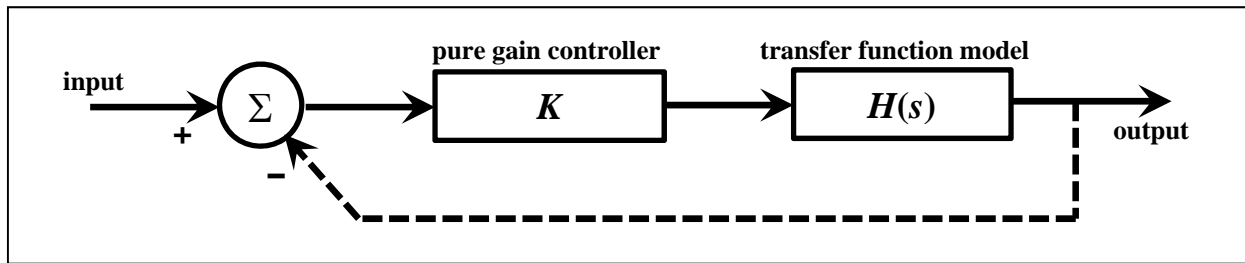 pure gain controller
transfer function model
input
+
Σ
K
H(s)
output
−